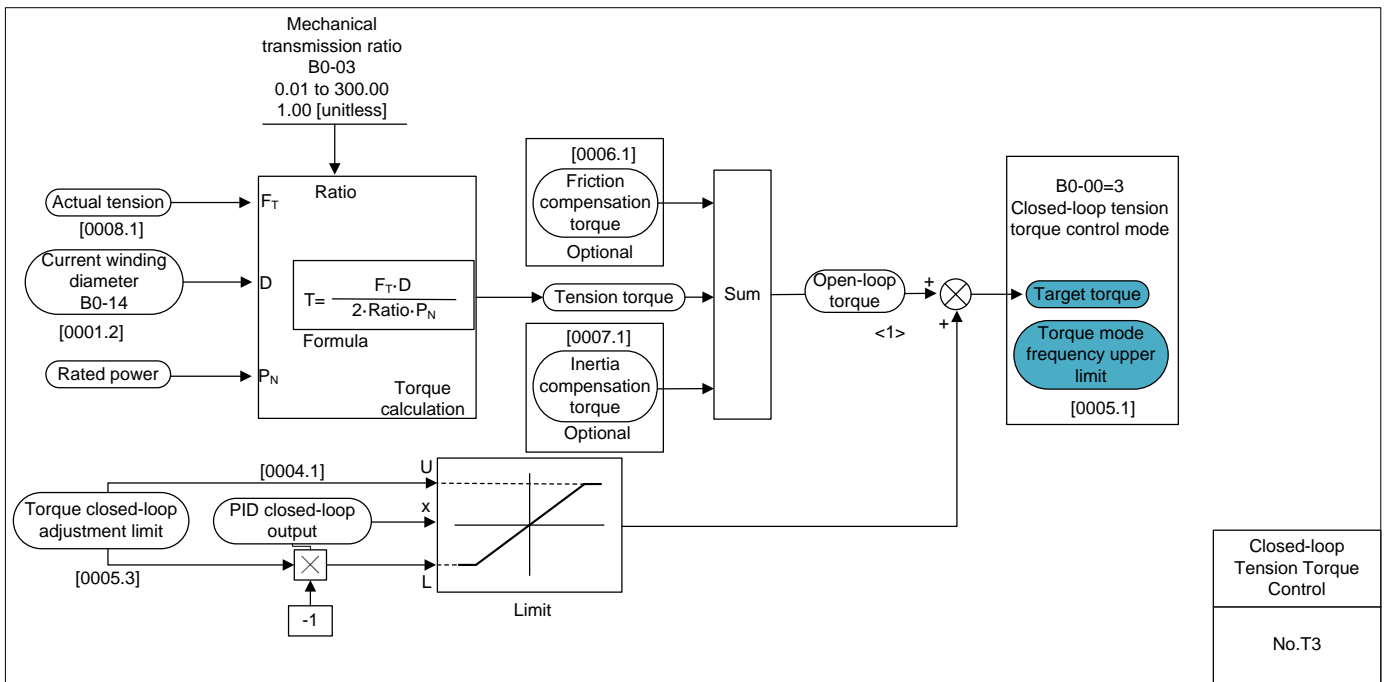 Mechanical
transmission ratio
B0-03
0.01 to 300.00
1.00 [unitless]
Ratio
Actual tension
[0008.1]
F_T
Current winding
diameter
B0-14
[0001.2]
D
Rated power
P_N
T= F_T·D / 2·Ratio·P_N
Formula
Torque
calculation
[0006.1]
Friction
compensation
torque
Optional
Tension torque
[0007.1]
Inertia
compensation
torque
Optional
Sum
Open-loop
torque
<1>
+
+
B0-00=3
Closed-loop tension
torque control mode
Target torque
Torque mode
frequency upper
limit
[0005.1]
Torque closed-loop
adjustment limit
[0004.1]
[0005.3]
PID closed-loop
output
-1
U
x
L
Limit
Closed-loop
Tension Torque
Control
No.T3